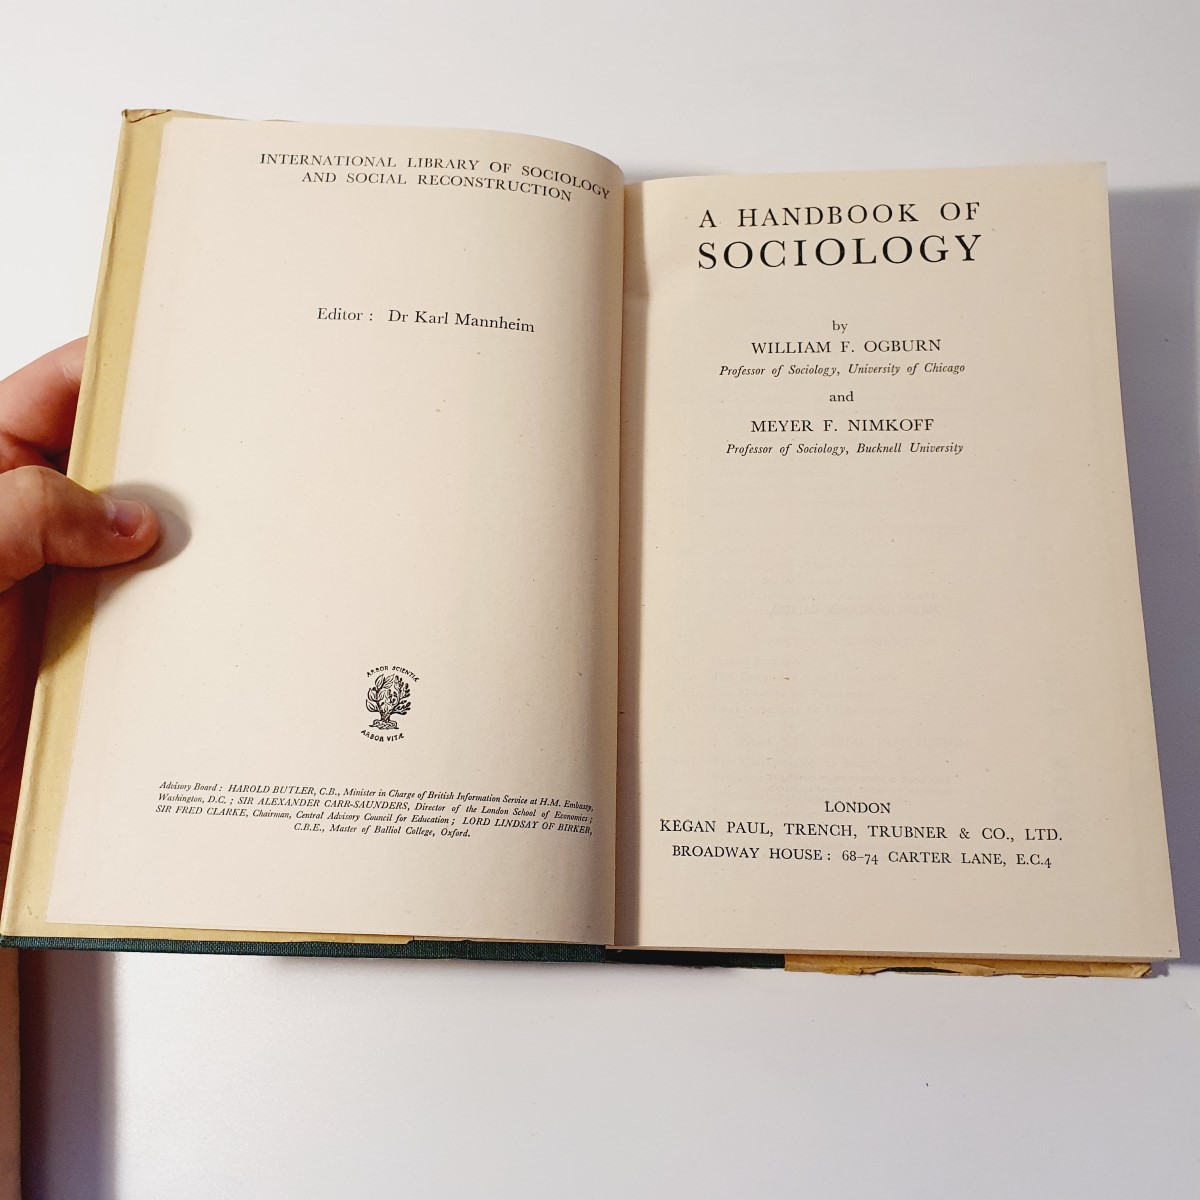 INTERNATIONAL LIBRARY OF SOCIOLOGY
AND SOCIAL RECONSTRUCTION
Editor : Dr Karl Mannheim
ARBOR SCIENTIÆ
ARBOR VITÆ
Advisory Board : HAROLD BUTLER, C.B., Minister in Charge of British Information Service at H.M. Embassy,
Washington, D.C. ; SIR ALEXANDER CARR-SAUNDERS, Director of the London School of Economics ;
SIR FRED CLARKE, Chairman, Central Advisory Council for Education ; LORD LINDSAY OF BIRKER,
C.B.E., Master of Balliol College, Oxford.
A HANDBOOK OF
SOCIOLOGY
by
WILLIAM F. OGBURN
Professor of Sociology, University of Chicago
and
MEYER F. NIMKOFF
Professor of Sociology, Bucknell University
LONDON
KEGAN PAUL, TRENCH, TRUBNER & CO., LTD.
BROADWAY HOUSE : 68–74 CARTER LANE, E.C.4